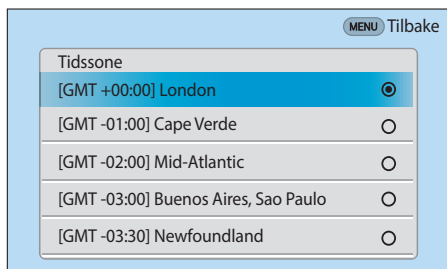 MENU Tilbake
Tidssone
[GMT +00:00] London
[GMT -01:00] Cape Verde
[GMT -02:00] Mid-Atlantic
[GMT -03:00] Buenos Aires, Sao Paulo
[GMT -03:30] Newfoundland